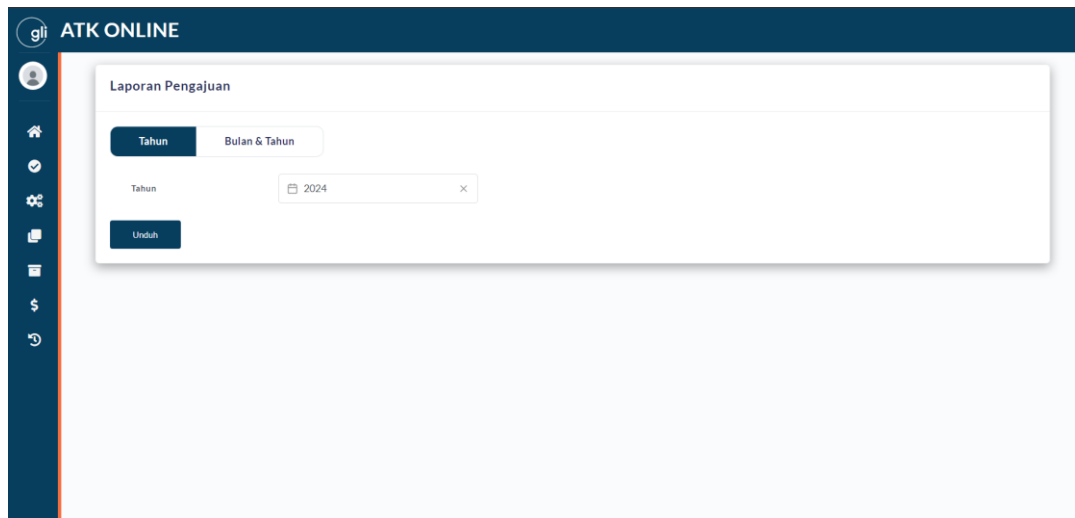 gli ATK ONLINE
Laporan Pengajuan
Tahun Bulan & Tahun
Tahun 2024
Unduh